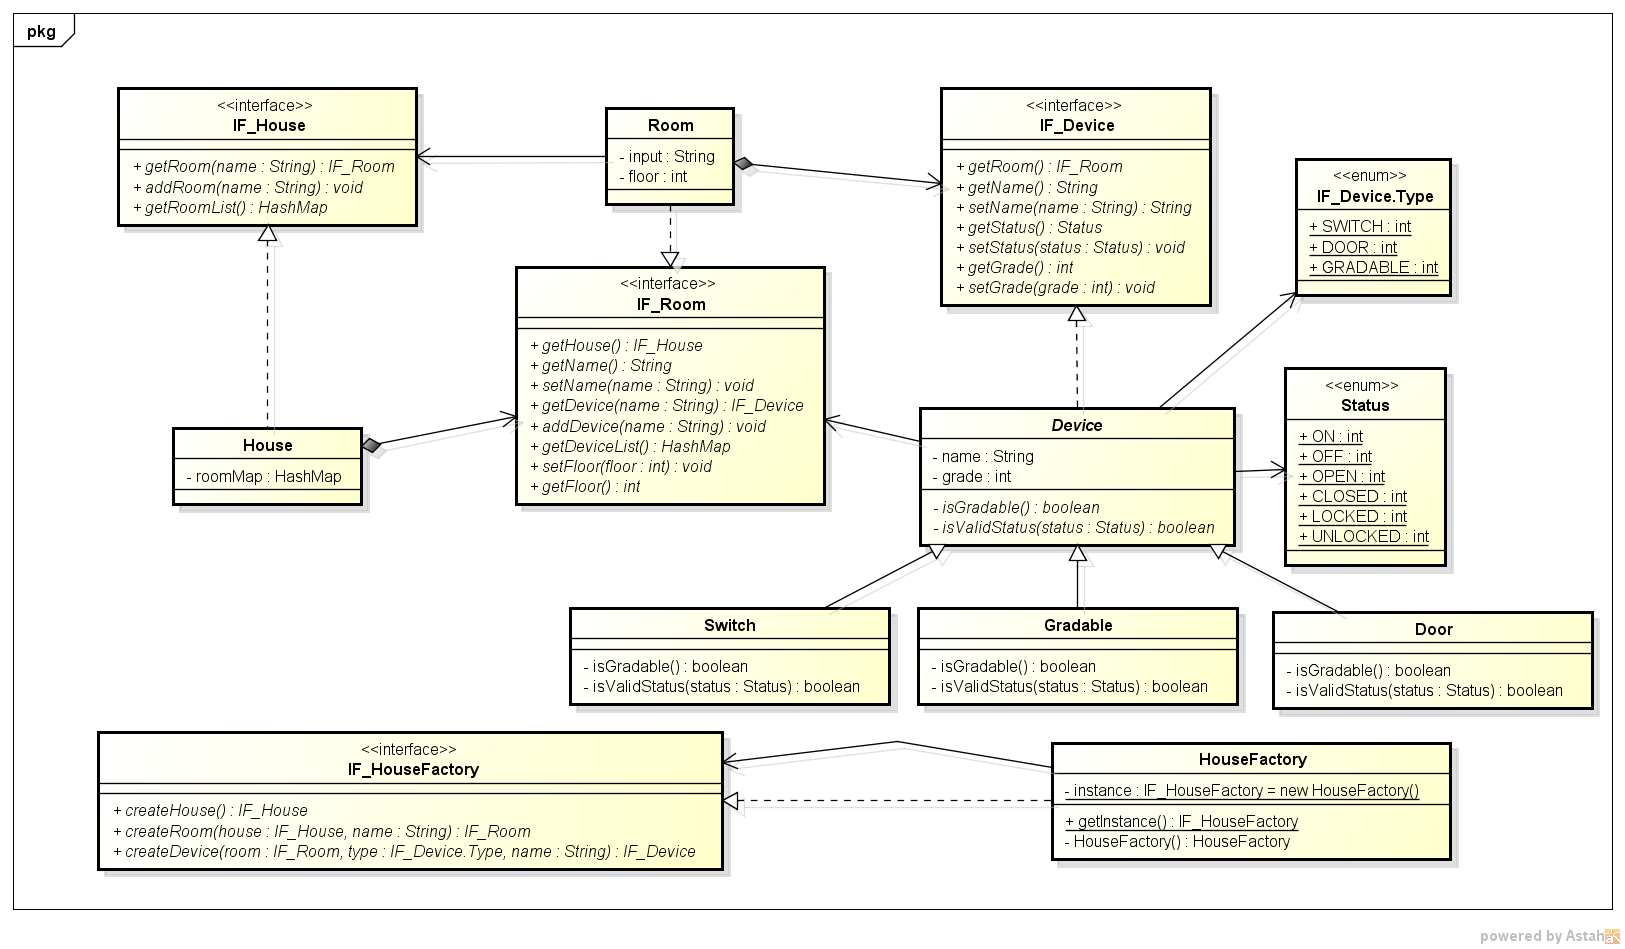 pkg
<<interface>>
IF_House
+ getRoom(name : String) : IF_Room
+ addRoom(name : String) : void
+ getRoomList() : HashMap
Room
- input : String
- floor : int
<<interface>>
IF_Device
+ getRoom() : IF_Room
+ getName() : String
+ setName(name : String) : String
+ getStatus() : Status
+ setStatus(status : Status) : void
+ getGrade() : int
+ setGrade(grade : int) : void
<<enum>>
IF_Device.Type
+ SWITCH : int
+ DOOR : int
+ GRADABLE : int
<<interface>>
IF_Room
+ getHouse() : IF_House
+ getName() : String
+ setName(name : String) : void
+ getDevice(name : String) : IF_Device
+ addDevice(name : String) : void
+ getDeviceList() : HashMap
+ setFloor(floor : int) : void
+ getFloor() : int
<<enum>>
Status
+ ON : int
+ OFF : int
+ OPEN : int
+ CLOSED : int
+ LOCKED : int
+ UNLOCKED : int
House
- roomMap : HashMap
Device
- name : String
- grade : int
- isGradable() : boolean
- isValidStatus(status : Status) : boolean
Switch
- isGradable() : boolean
- isValidStatus(status : Status) : boolean
Gradable
- isGradable() : boolean
- isValidStatus(status : Status) : boolean
Door
- isGradable() : boolean
- isValidStatus(status : Status) : boolean
<<interface>>
IF_HouseFactory
+ createHouse() : IF_House
+ createRoom(house : IF_House, name : String) : IF_Room
+ createDevice(room : IF_Room, type : IF_Device.Type, name : String) : IF_Device
HouseFactory
- instance : IF_HouseFactory = new HouseFactory()
+ getInstance() : IF_HouseFactory
- HouseFactory() : HouseFactory
powered by Astah